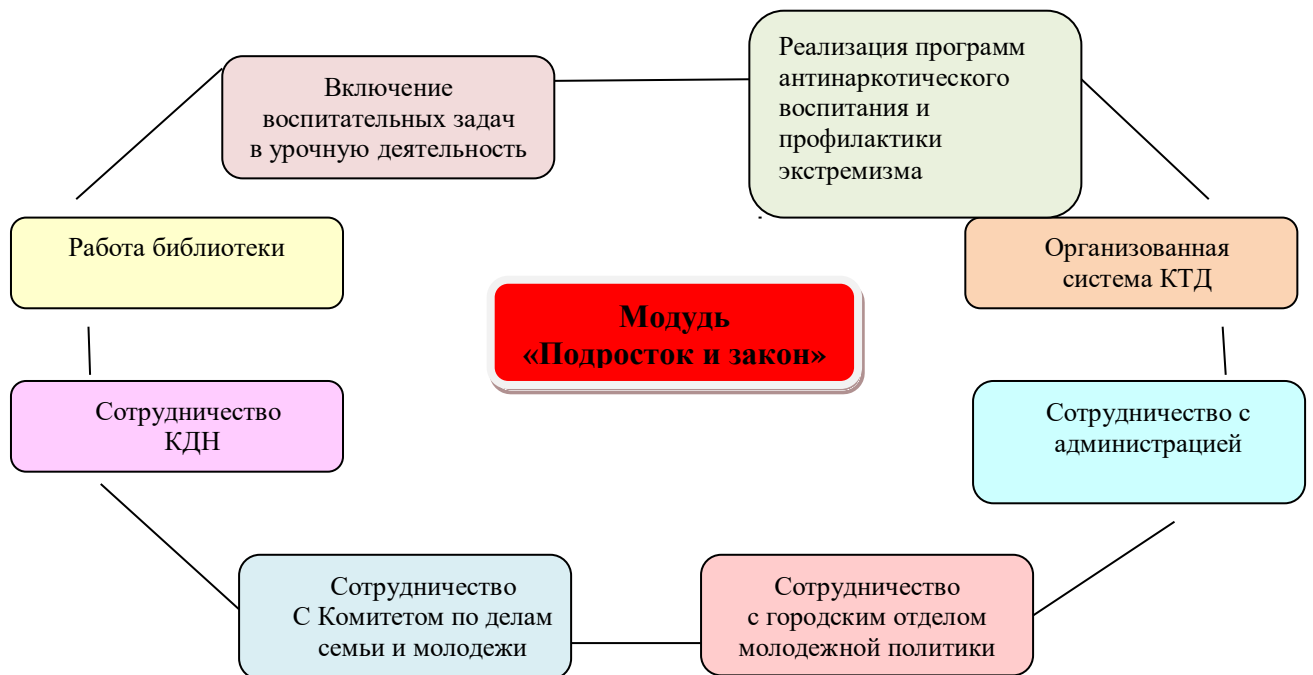 Включение
воспитательных задач
в урочную деятельность
Реализация программ
антинаркотического
воспитания и
профилактики
экстремизма
Работа библиотеки
Организованная
система КТД
Модудь
«Подросток и закон»
Сотрудничество
КДН
Сотрудничество с
администрацией
Сотрудничество
С Комитетом по делам
семьи и молодежи
Сотрудничество
с городским отделом
молодежной политики